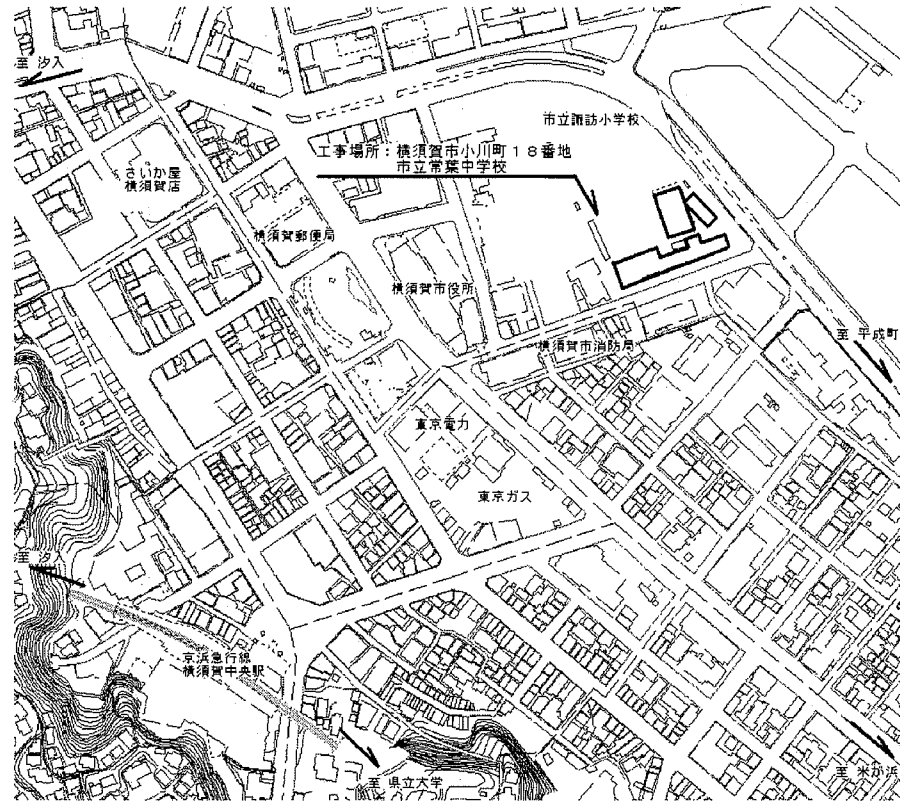 至 汐入
市立諏訪小学校
工事場所：横須賀市小川町１８番地
市立常葉中学校
さいか屋
横須賀店
横須賀郵便局
横須賀市役所
至 平成町
横須賀市消防局
東京電力
東京ガス
至 汐入
京浜急行線
横須賀中央駅
至 米が浜
至 県立大学